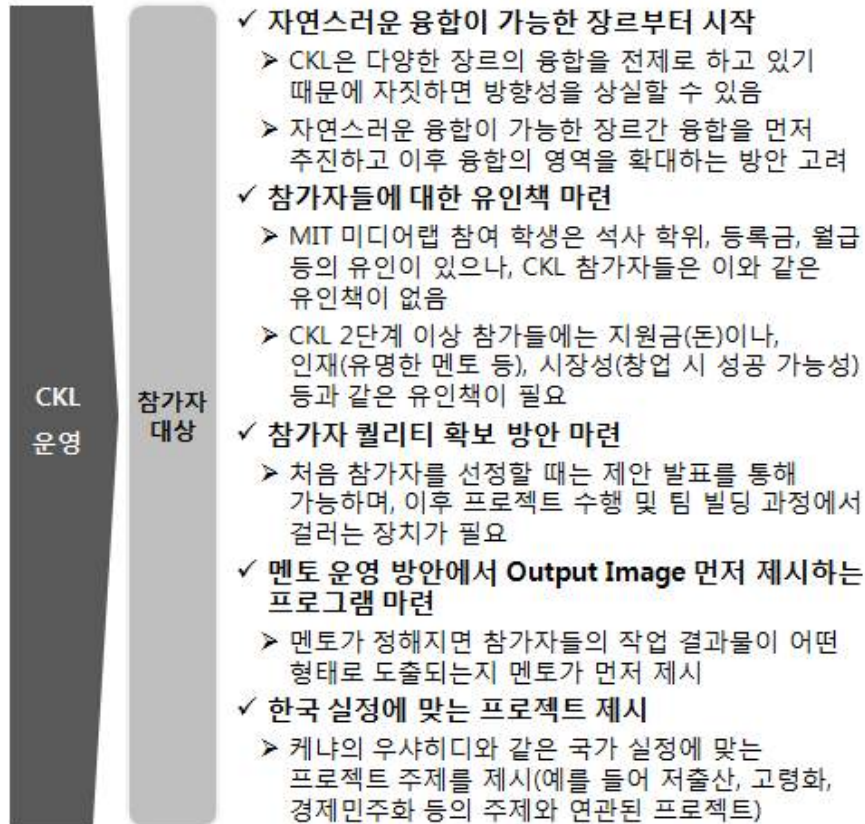 CKL
운영
참가자
대상
✓ 자연스러운 융합이 가능한 장르부터 시작
➢ CKL은 다양한 장르의 융합을 전제로 하고 있기
때문에 자짓하면 방향성을 상실할 수 있음
➢ 자연스러운 융합이 가능한 장르간 융합을 먼저
추진하고 이후 융합의 영역을 확대하는 방안 고려
✓ 참가자들에 대한 유인책 마련
➢ MIT 미디어랩 참여 학생은 석사 학위, 등록금, 월급
등의 유인이 있으나, CKL 참가자들은 이와 같은
유인책이 없음
➢ CKL 2단계 이상 참가들에는 지원금(돈)이나,
인재(유명한 멘토 등), 시장성(창업 시 성공 가능성)
등과 같은 유인책이 필요
✓ 참가자 퀄리티 확보 방안 마련
➢ 처음 참가자를 선정할 때는 제안 발표를 통해
가능하며, 이후 프로젝트 수행 및 팀 빌딩 과정에서
걸러는 장치가 필요
✓ 멘토 운영 방안에서 Output Image 먼저 제시하는
프로그램 마련
➢ 멘토가 정해지면 참가자들의 작업 결과물이 어떤
형태로 도출되는지 멘토가 먼저 제시
✓ 한국 실정에 맞는 프로젝트 제시
➢ 케냐의 우샤히디와 같은 국가 실정에 맞는
프로젝트 주제를 제시(예를 들어 저출산, 고령화,
경제민주화 등의 주제와 연관된 프로젝트)